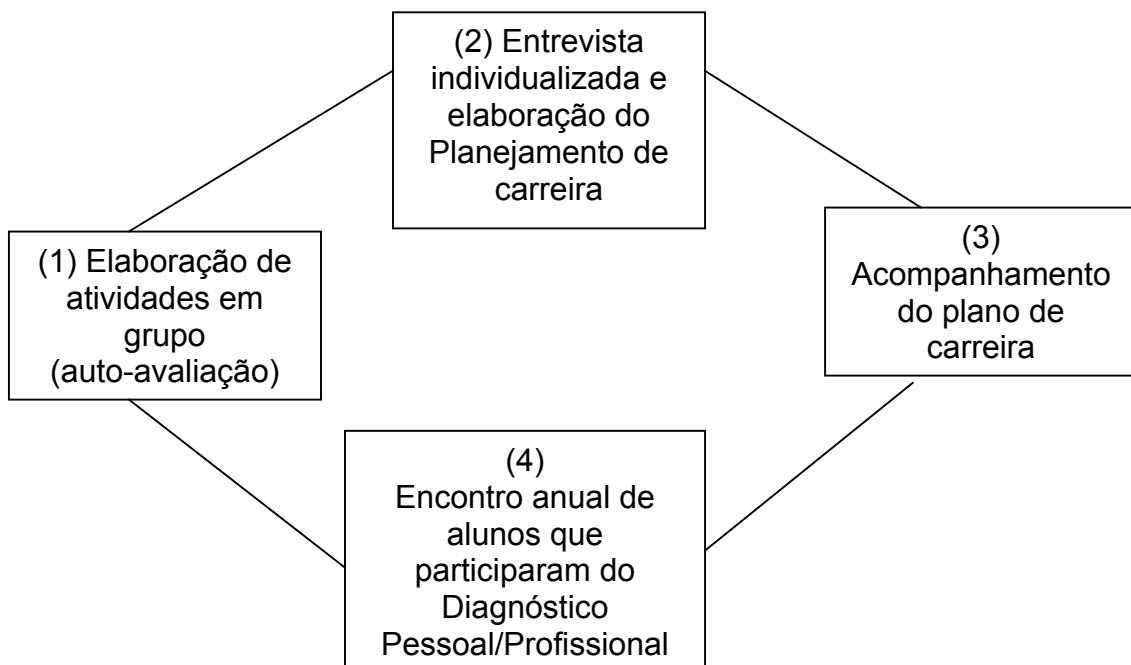 (1) Elaboração de
atividades em
grupo
(auto-avaliação)
(2) Entrevista
individualizada e
elaboração do
Planejamento de
carreira
(3)
Acompanhamento
do plano de
carreira
(4)
Encontro anual de
alunos que
participaram do
Diagnóstico
Pessoal/Profissional